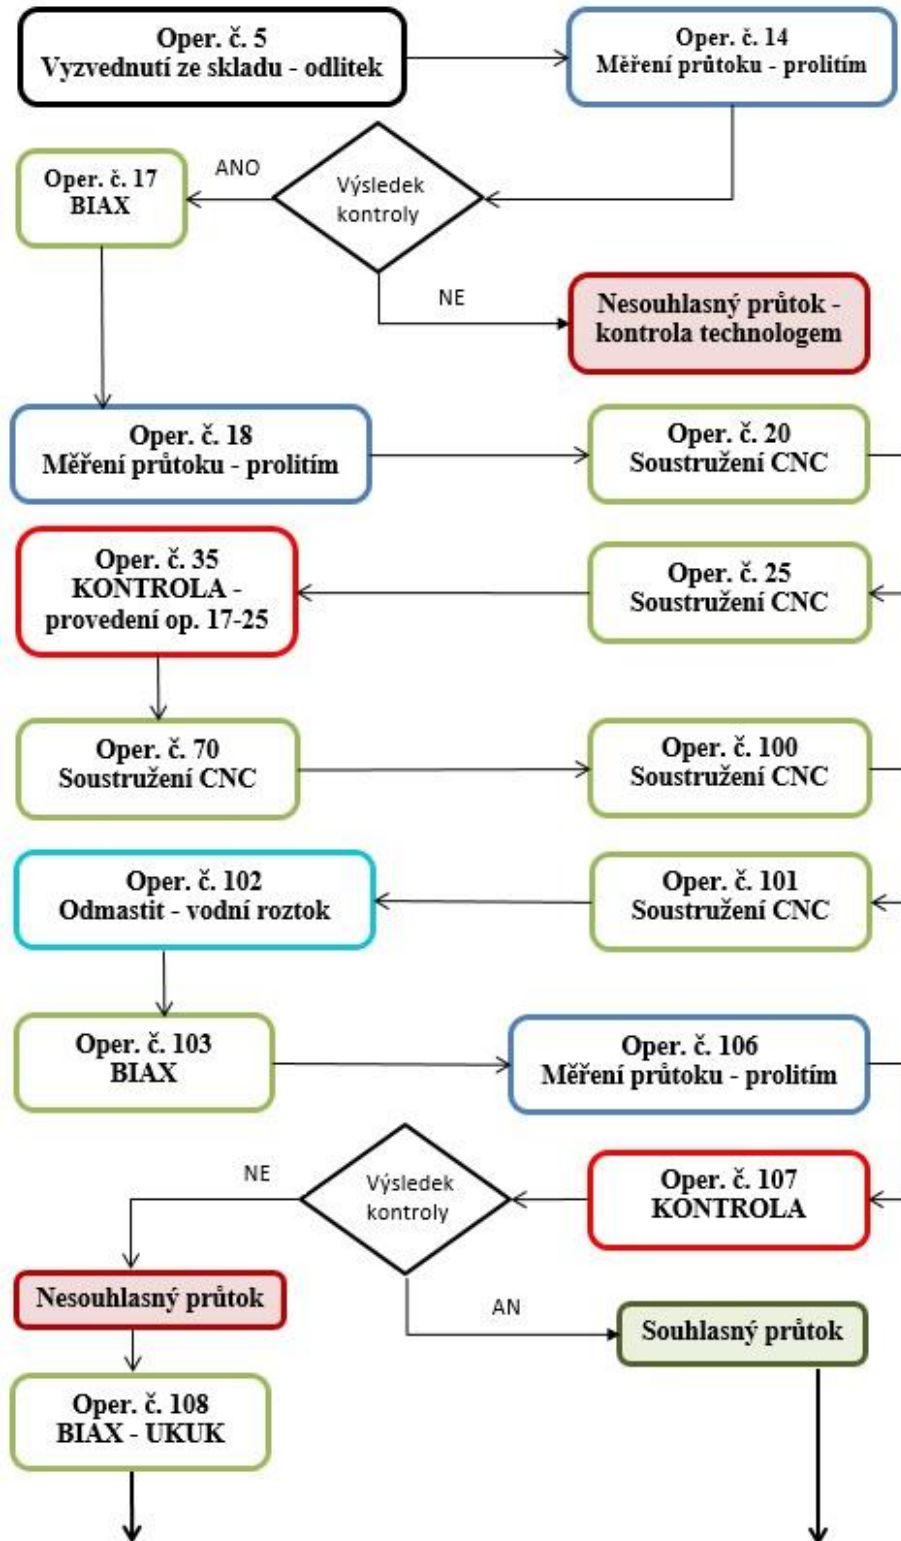 Oper. č. 5
Vyzvednutí ze skladu - odlitek
Oper. č. 14
Měření průtoku - prolitím
Oper. č. 17
BIAX
ANO
Výsledek
kontroly
NE
Nesouhlasný průtok -
kontrola technologem
Oper. č. 18
Měření průtoku - prolitím
Oper. č. 20
Soustružení CNC
Oper. č. 35
KONTROLA -
provedení op. 17-25
Oper. č. 25
Soustružení CNC
Oper. č. 70
Soustružení CNC
Oper. č. 100
Soustružení CNC
Oper. č. 102
Odmastit - vodní roztok
Oper. č. 101
Soustružení CNC
Oper. č. 103
BIAX
Oper. č. 106
Měření průtoku - prolitím
NE
Výsledek
kontroly
Oper. č. 107
KONTROLA
Nesouhlasný průtok
AN
Souhlasný průtok
Oper. č. 108
BIAX - UKUK